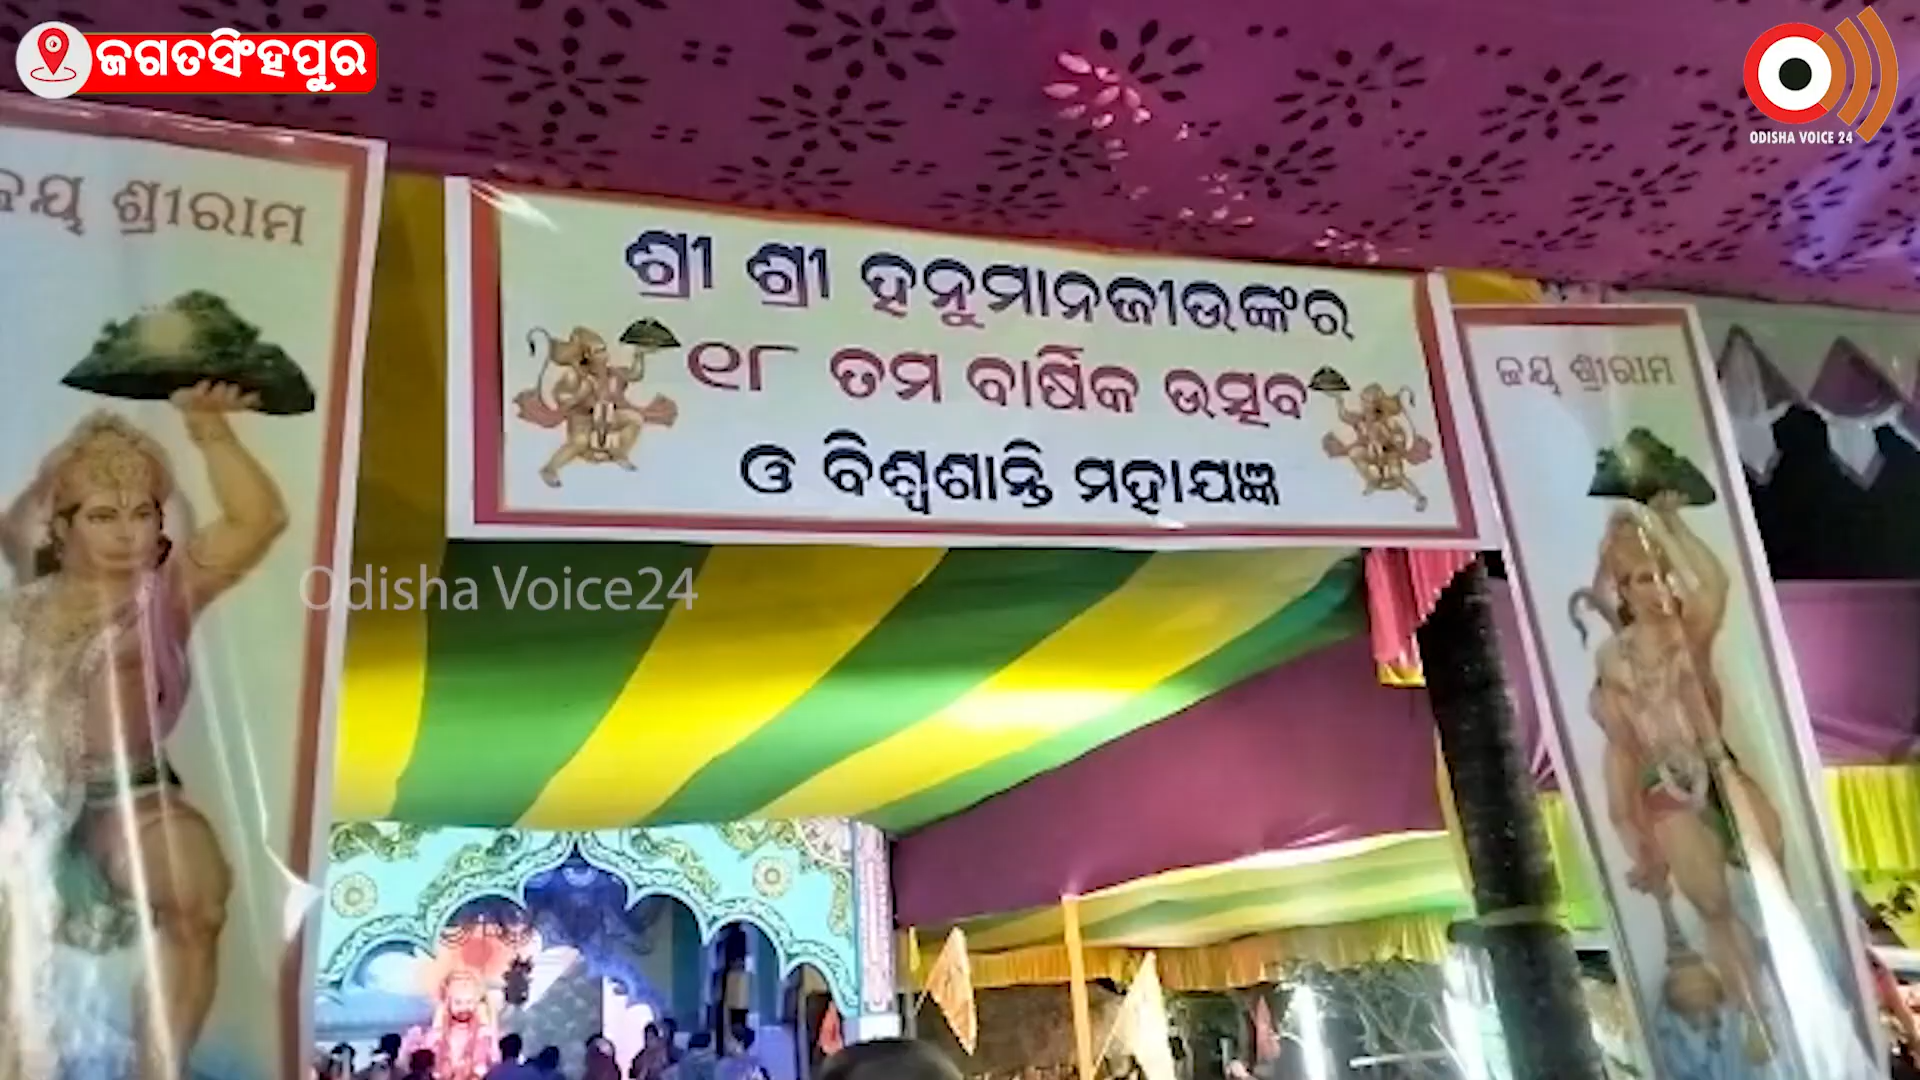 ଜଗତସିଂହପୁର
ODISHA VOICE 24
ଜୟ ଶ୍ରୀରାମ
ଶ୍ରୀ ଶ୍ରୀ ହନୁମାନଜୀଉଙ୍କର
୧୮ ତମ ବାର୍ଷିକ ଉତ୍ସବ
ଓ ବିଶ୍ୱଶାନ୍ତି ମହାଯଜ୍ଞ
ଜୟ ଶ୍ରୀରାମ
Odisha Voice24